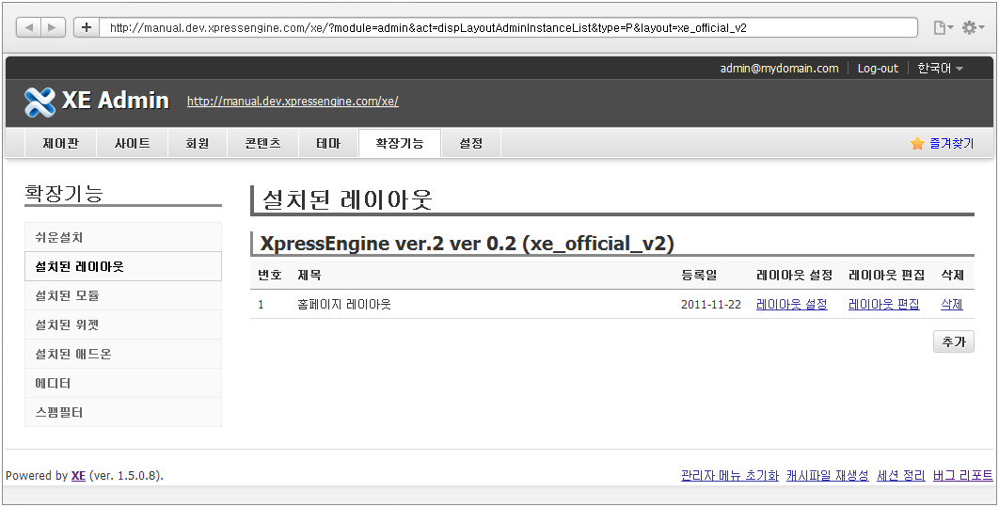 http://manual.dev.xpressengine.com/xe/?module=admin&act=dispLayoutAdminInstanceList&type=P&layout=xe_official_v2
admin@mydomain.com Log-out 한국어
XE Admin http://manual.dev.xpressengine.com/xe/
제어판 사이트 회원 콘텐츠 테마 확장기능 설정 즐겨찾기
확장기능
쉬운설치
설치된 레이아웃
설치된 모듈
설치된 위젯
설치된 애드온
에디터
스팸필터
설치된 레이아웃
XpressEngine ver.2 ver 0.2 (xe_official_v2)
번호 제목 등록일 레이아웃 설정 레이아웃 편집 삭제
1 홈페이지 레이아웃 2011-11-22 레이아웃 설정 레이아웃 편집 삭제
추가
Powered by XE (ver. 1.5.0.8). 관리자 메뉴 초기화 캐시파일 재생성 세션 정리 버그 리포트